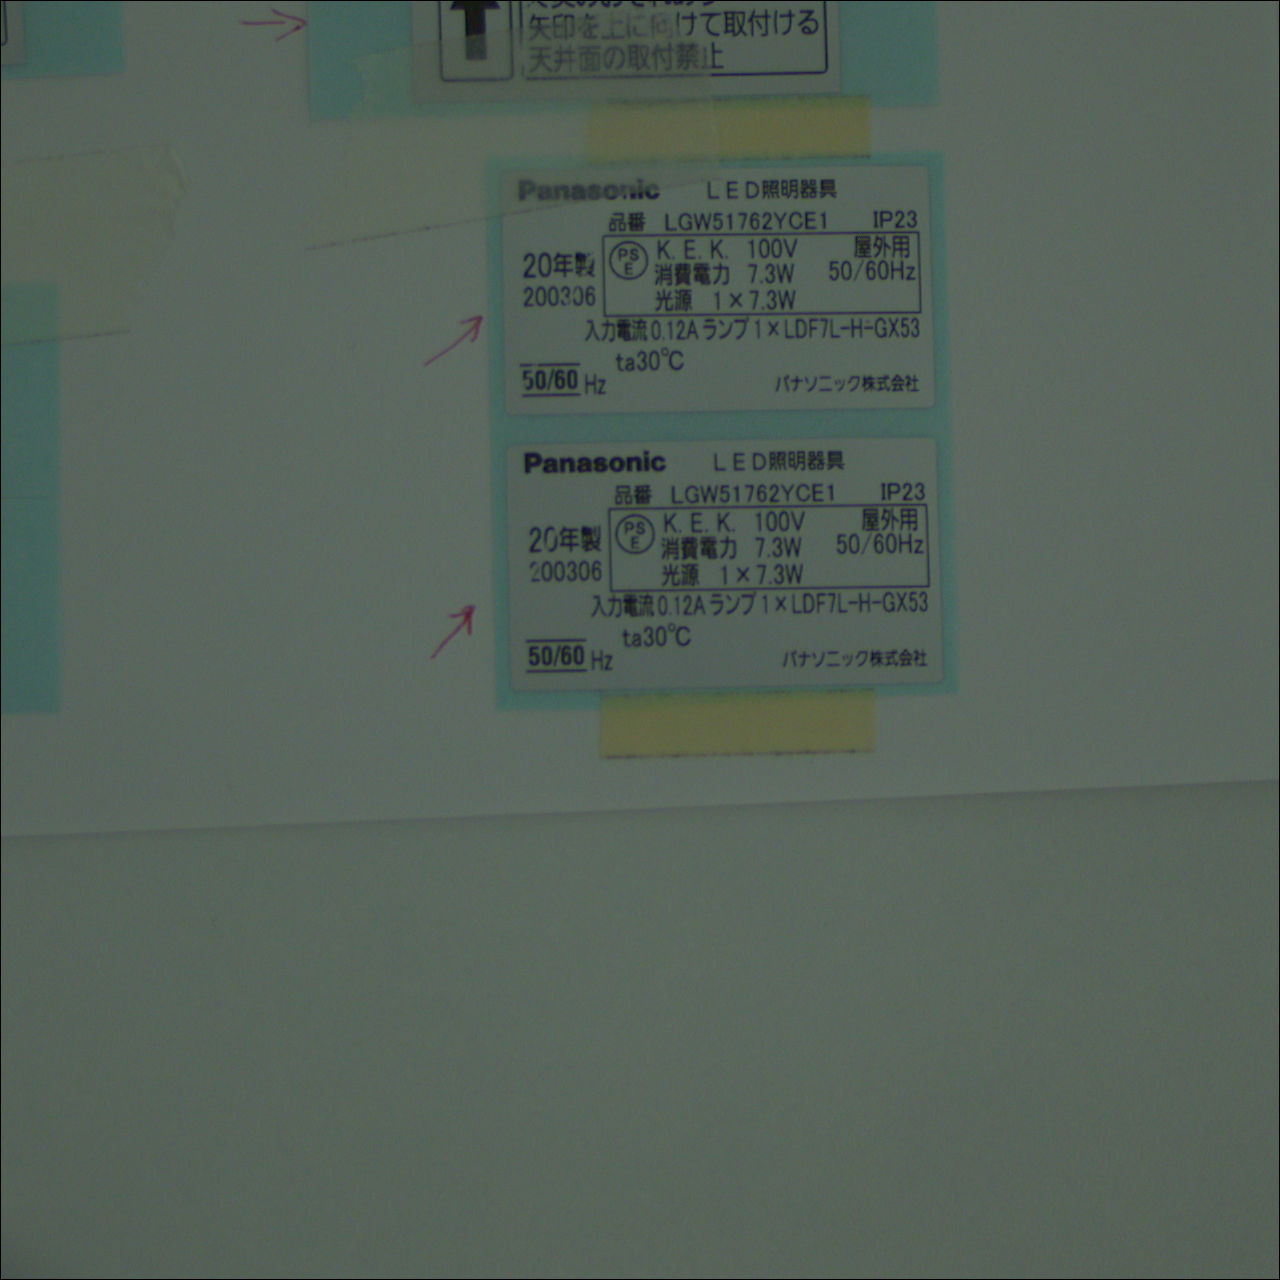 矢印を上に向けて取付ける
天井面の取付禁止
Panasonic LED照明器具
品番 LGW51762YCE1 IP23
20年製 PS E K.E.K. 100V 屋外用
消費電力 7.3W 50/60Hz
200306 光源 1×7.3W
入力電流0.12A ランプ1×LDF7L-H-GX53
ta30℃
50/60 Hz パナソニック株式会社
Panasonic LED照明器具
品番 LGW51762YCE1 IP23
20年製 PS E K.E.K. 100V 屋外用
消費電力 7.3W 50/60Hz
200306 光源 1×7.3W
入力電流0.12A ランプ1×LDF7L-H-GX53
ta30℃
50/60 Hz パナソニック株式会社